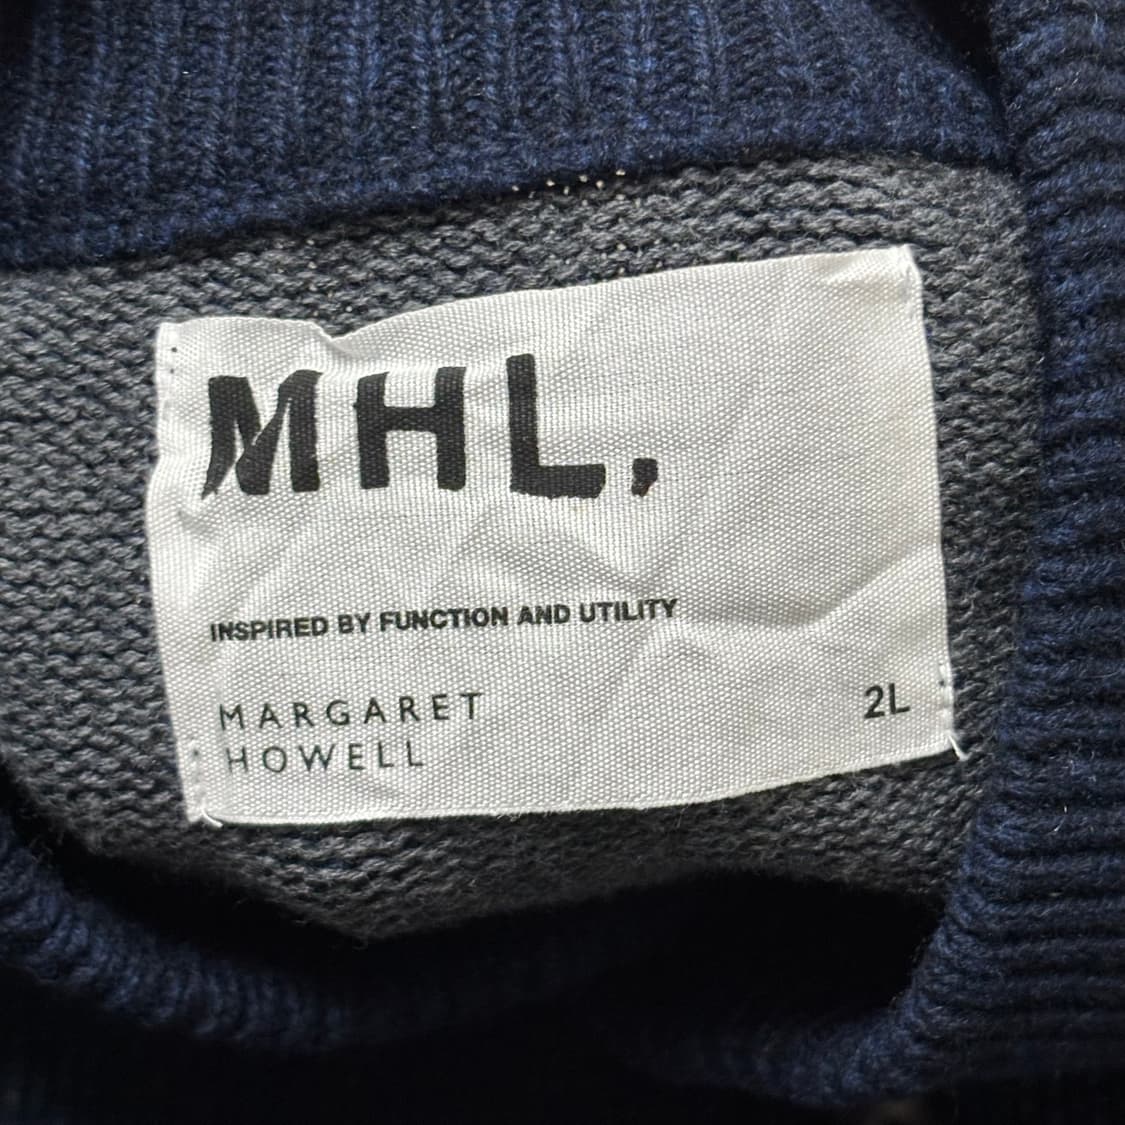 MHL.
INSPIRED BY FUNCTION AND UTILITY
MARGARET
HOWELL
2L